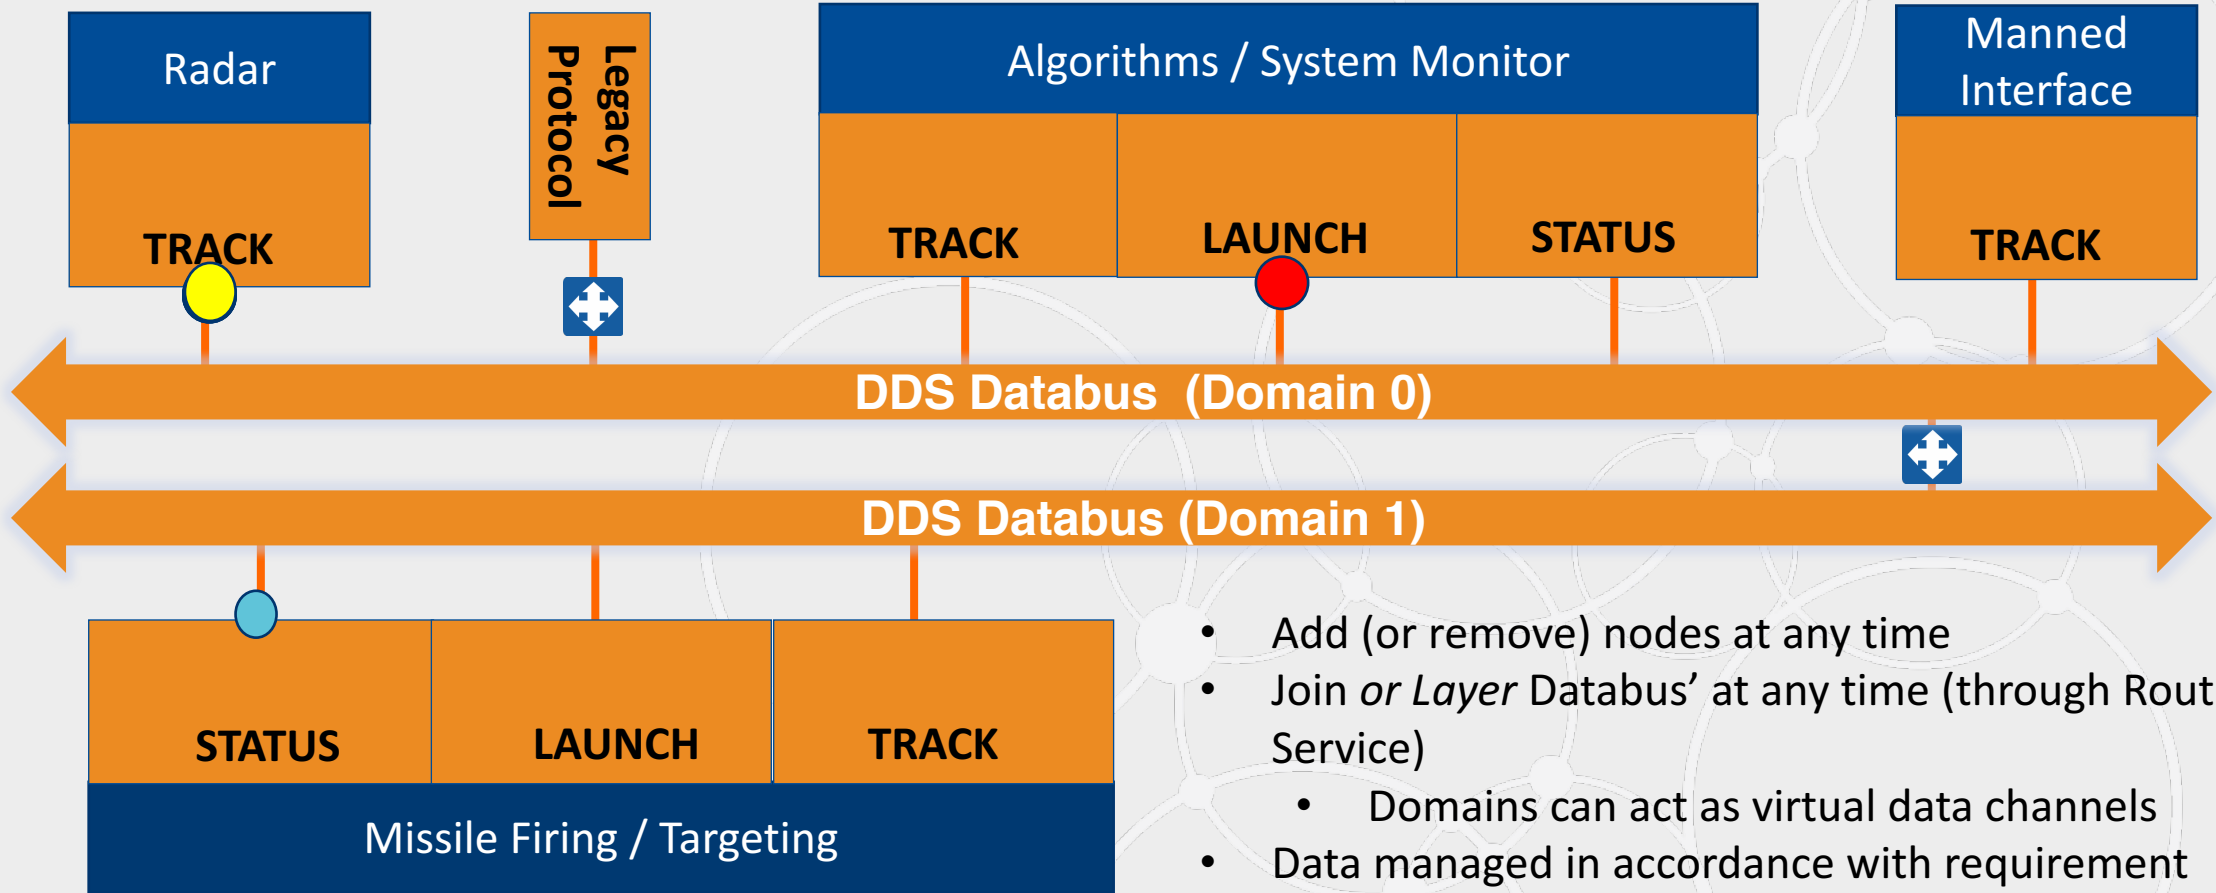 Radar
TRACK
Legacy
Protocol
Algorithms / System Monitor
TRACK
LAUNCH
STATUS
Manned
Interface
TRACK
DDS Databus (Domain 0)
DDS Databus (Domain 1)
STATUS
LAUNCH
TRACK
Missile Firing / Targeting
• Add (or remove) nodes at any time
• Join or Layer Databus’ at any time (through Rout
Service)
• Domains can act as virtual data channels
• Data managed in accordance with requirement